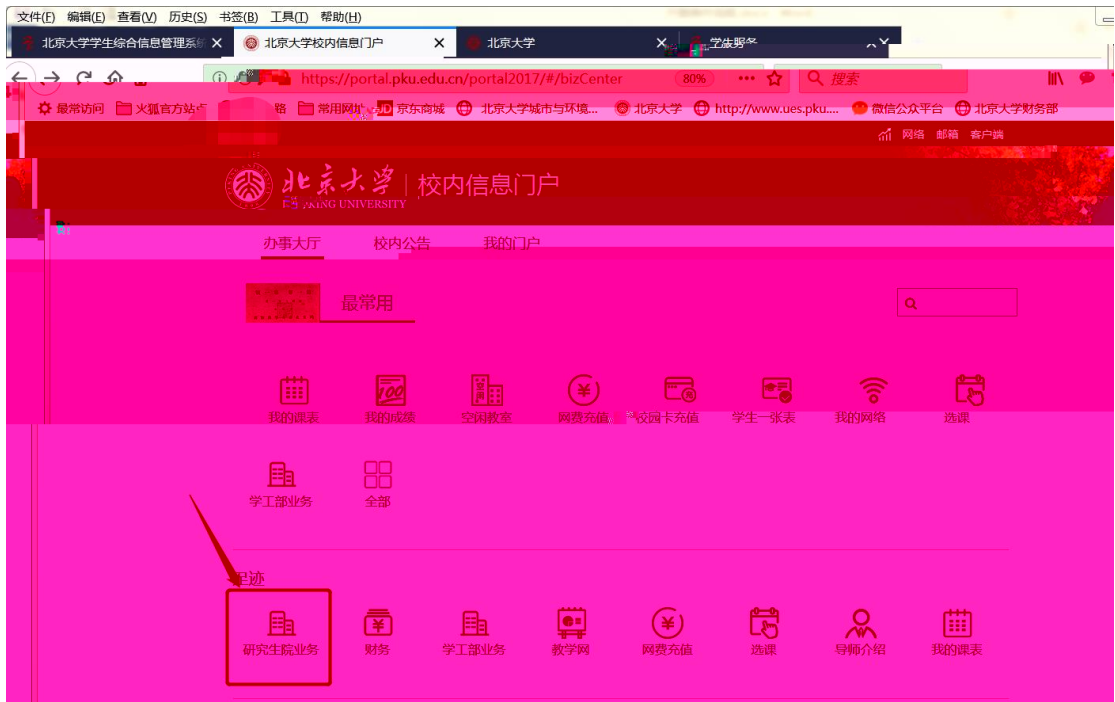 文件(F) 编辑(E) 查看(V) 历史(S) 书签(B) 工具(T) 帮助(H)
北京大学学生综合信息管理系统 北京大学校内信息门户 北京大学
https://portal.pku.edu.cn/portal2017/#/bizCenter 80% 搜索
最常访问 火狐官方站点 常用网址 JD 京东商城 北京大学城市与环境... 北京大学 http://www.ues.pku.... 微信公众平台 北京大学财务部
网络 邮箱 客户端
北京大学 校内信息门户
PEKING UNIVERSITY
办事大厅 校内公告 我的门户
最常用
我的课表 我的成绩 空闲教室 网费充值 校园卡充值 学生一张表 我的网络 选课
学工部业务 全部
足迹
研究生院业务 财务 学工部业务 教学网 网费充值 选课 导师介绍 我的课表